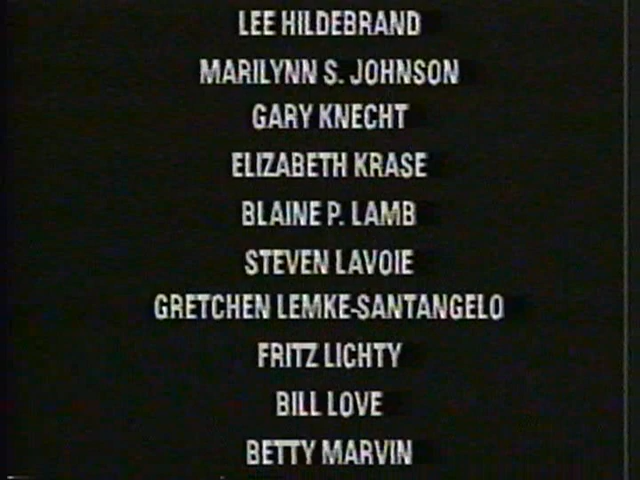 LEE HILDEBRAND
MARILYNN S. JOHNSON
GARY KNECHT
ELIZABETH KRASE
BLAINE P. LAMB
STEVEN LAVOIE
GRETCHEN LEMKE-SANTANGELO
FRITZ LICHTY
BILL LOVE
BETTY MARVIN